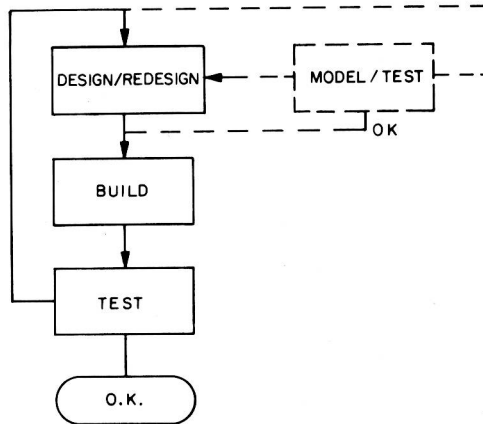 DESIGN/REDESIGN
MODEL/TEST
OK
BUILD
TEST
O.K.